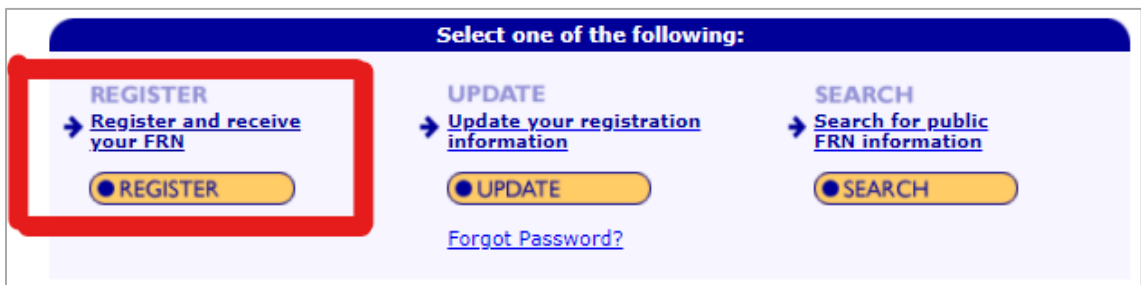 Select one of the following:
REGISTER
Register and receive
your FRN
REGISTER
UPDATE
Update your registration
information
UPDATE
Forgot Password?
SEARCH
Search for public
FRN information
SEARCH